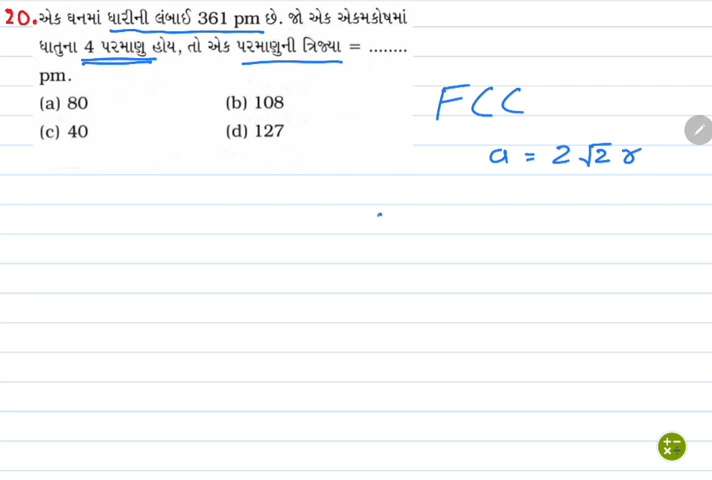 20. એક ઘનમાં ધારીની લંબાઈ 361 pm છે. જો એક એકમકોષમાં
ધાતુના 4 પરમાણુ હોય, તો એક પરમાણુની ત્રિજ્યા = ........
pm.
(a) 80 (b) 108
(c) 40 (d) 127
FCC
a = 2√2 r